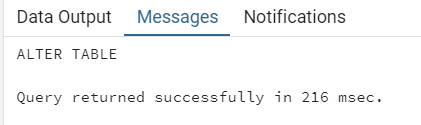 Data Output Messages Notifications
ALTER TABLE
Query returned successfully in 216 msec.